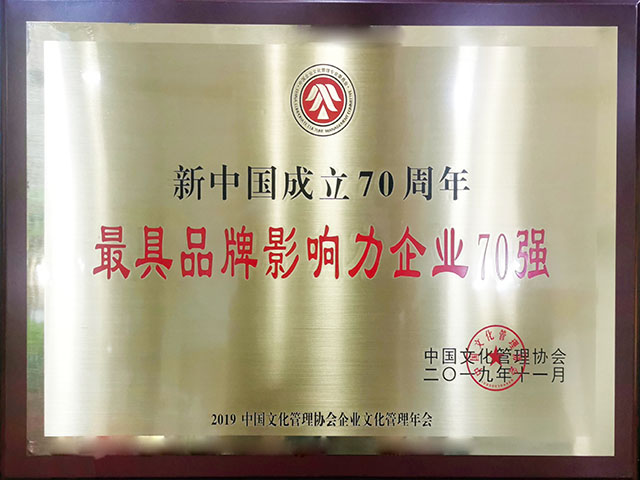 新中国成立70周年
最具品牌影响力企业70强
中国文化管理协会
二〇一九年十一月
2019 中国文化管理协会企业文化管理年会